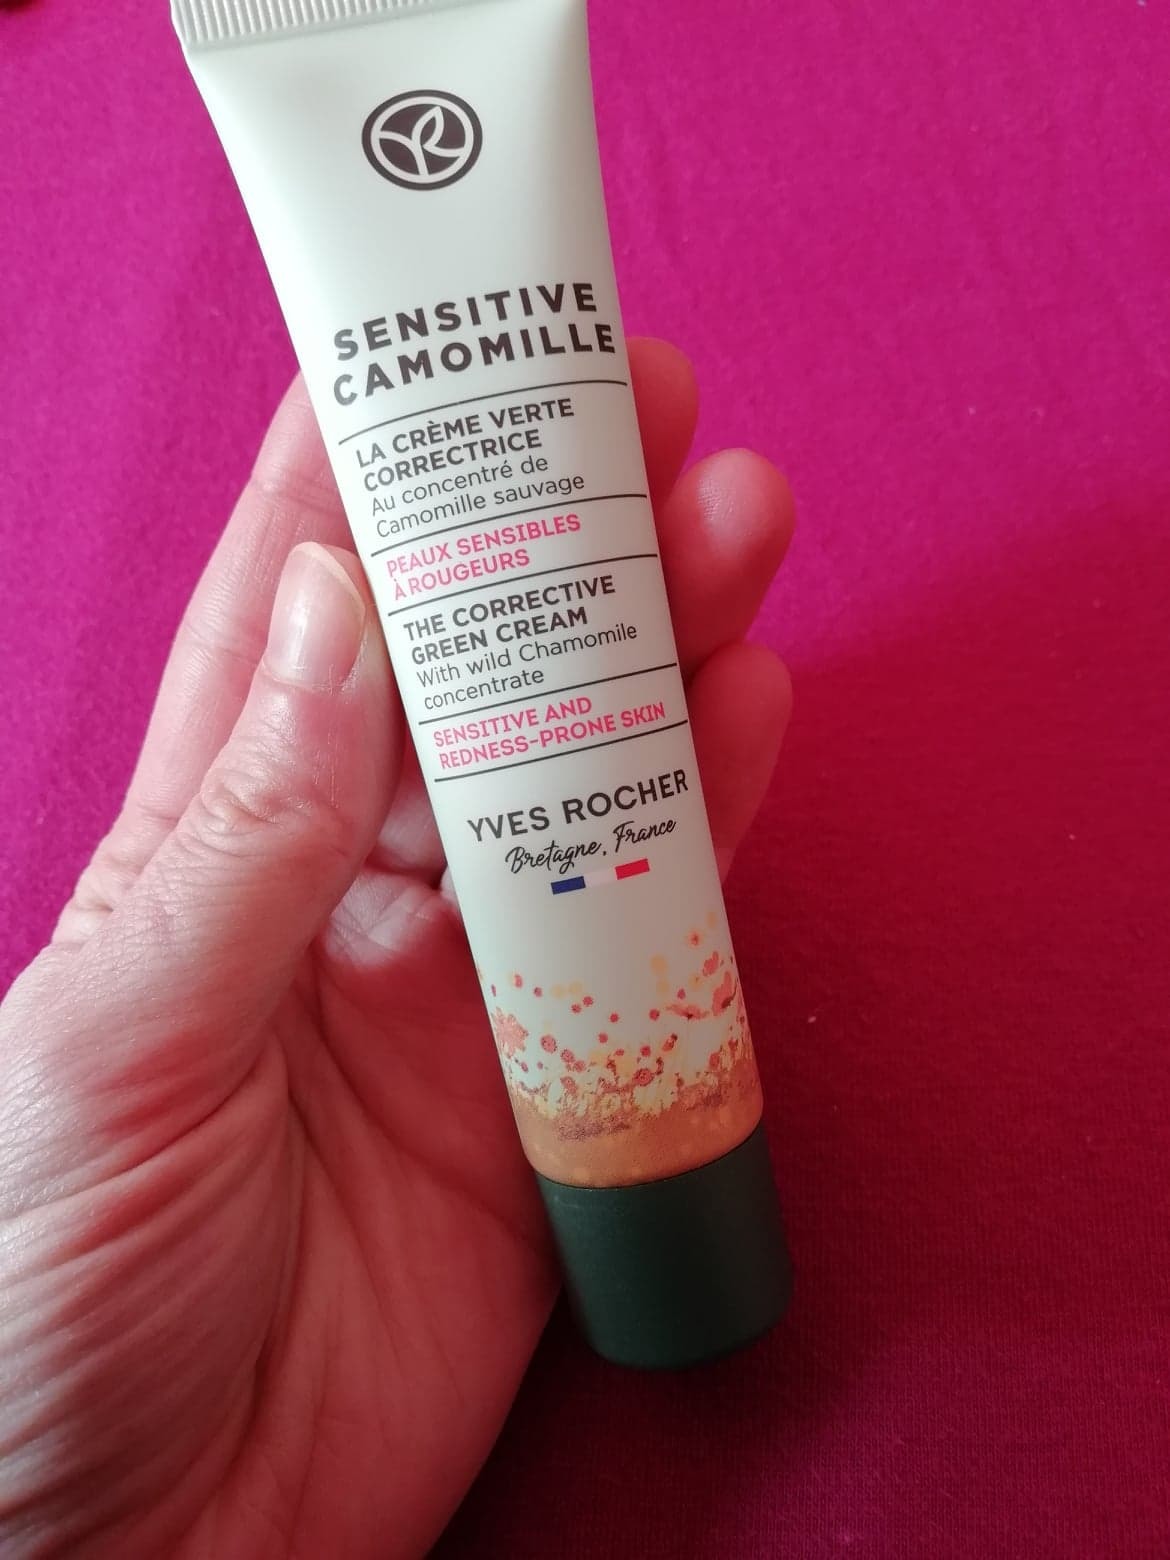 SENSITIVE
CAMOMILLE
LA CRÈME VERTE
CORRECTRICE
Au concentré de
Camomille sauvage
PEAUX SENSIBLES
À ROUGEURS
THE CORRECTIVE
GREEN CREAM
With wild Chamomile
concentrate
SENSITIVE AND
REDNESS-PRONE SKIN
YVES ROCHER
Bretagne, France